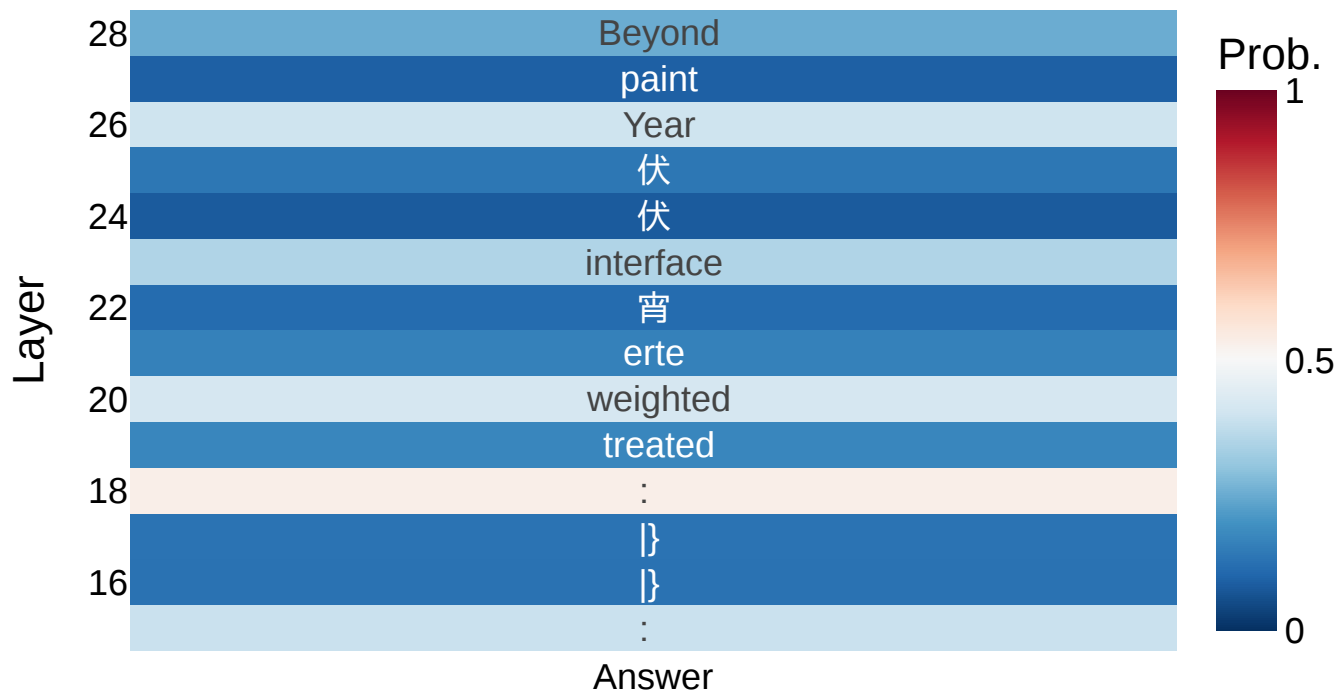 Prob.
28 Beyond
1
paint
26 Year
伏
24 伏
interface
Layer
22 宵
0.5
erte
20 weighted
treated
18 :
|}
16 |}
:
0
Answer